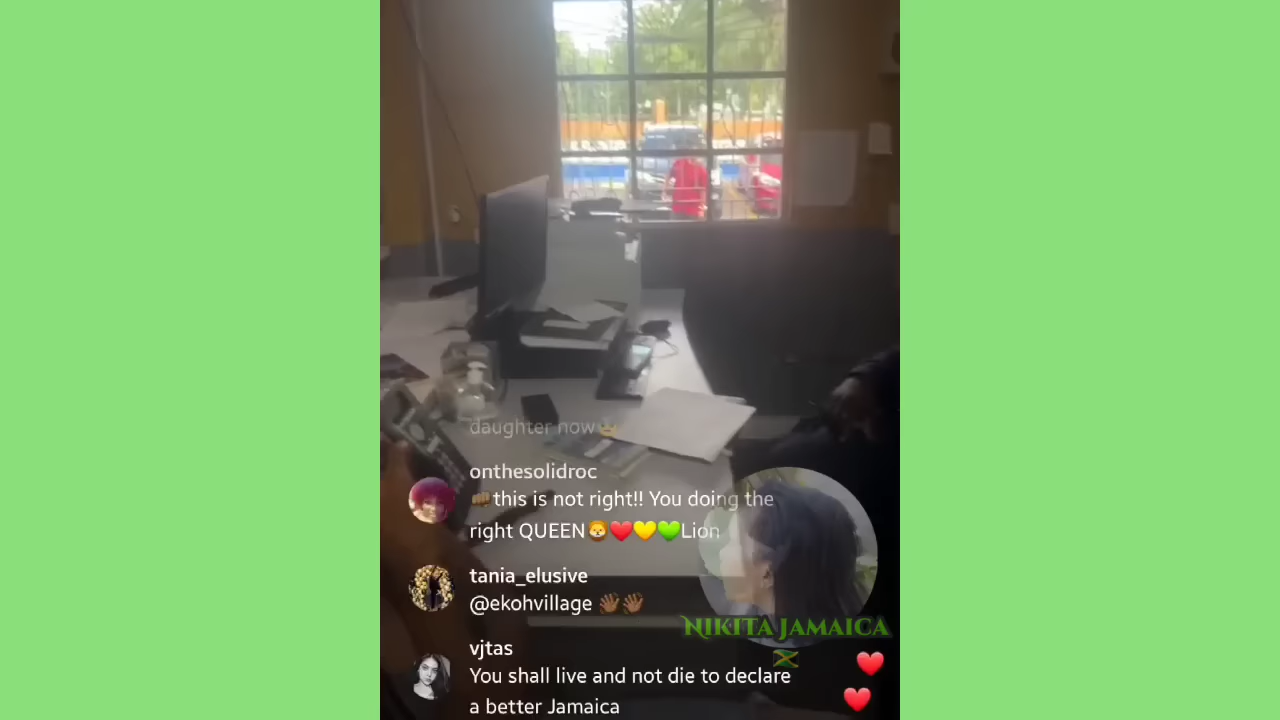 daughter now😓
onthesolidroc
👊🏾this is not right!! You doing the
right QUEEN🦁❤️💛💚Lion
tania_elusive
@ekohvillage 👋🏾👋🏾
vjtas
You shall live and not die to declare
a better Jamaica
NIKITA JAMAICA